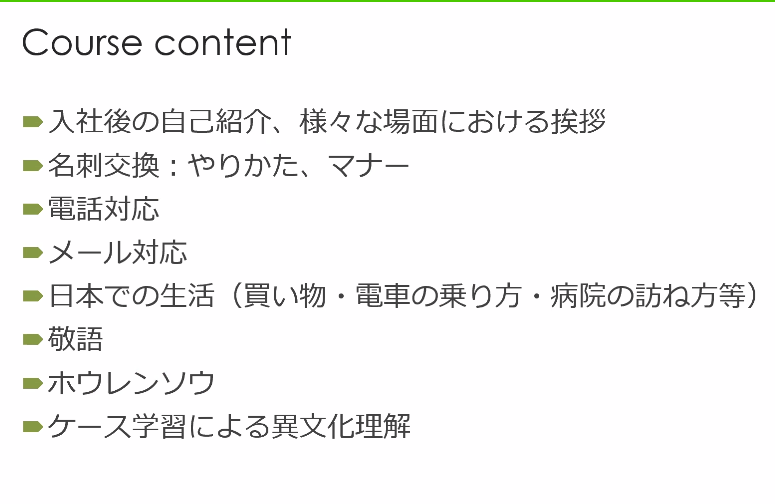 Course content
入社後の自己紹介、様々な場面における挨拶
名刺交換：やりかた、マナー
電話対応
メール対応
日本での生活（買い物・電車の乗り方・病院の訪ね方等）
敬語
ホウレンソウ
ケース学習による異文化理解